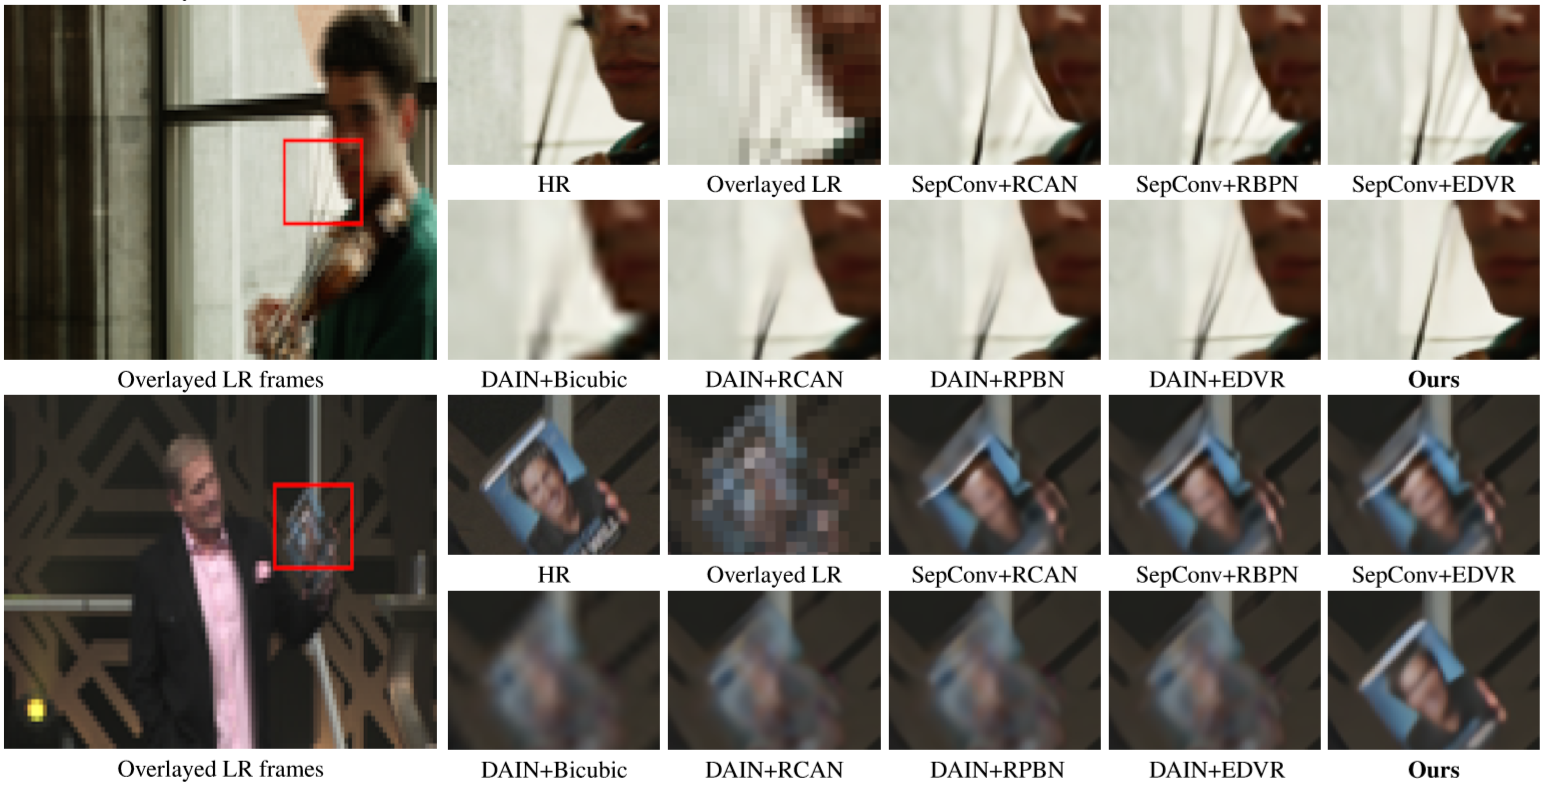 HR Overlayed LR SepConv+RCAN SepConv+RBPN SepConv+EDVR
Overlayed LR frames DAIN+Bicubic DAIN+RCAN DAIN+RPBN DAIN+EDVR Ours
HR Overlayed LR SepConv+RCAN SepConv+RBPN SepConv+EDVR
Overlayed LR frames DAIN+Bicubic DAIN+RCAN DAIN+RPBN DAIN+EDVR Ours